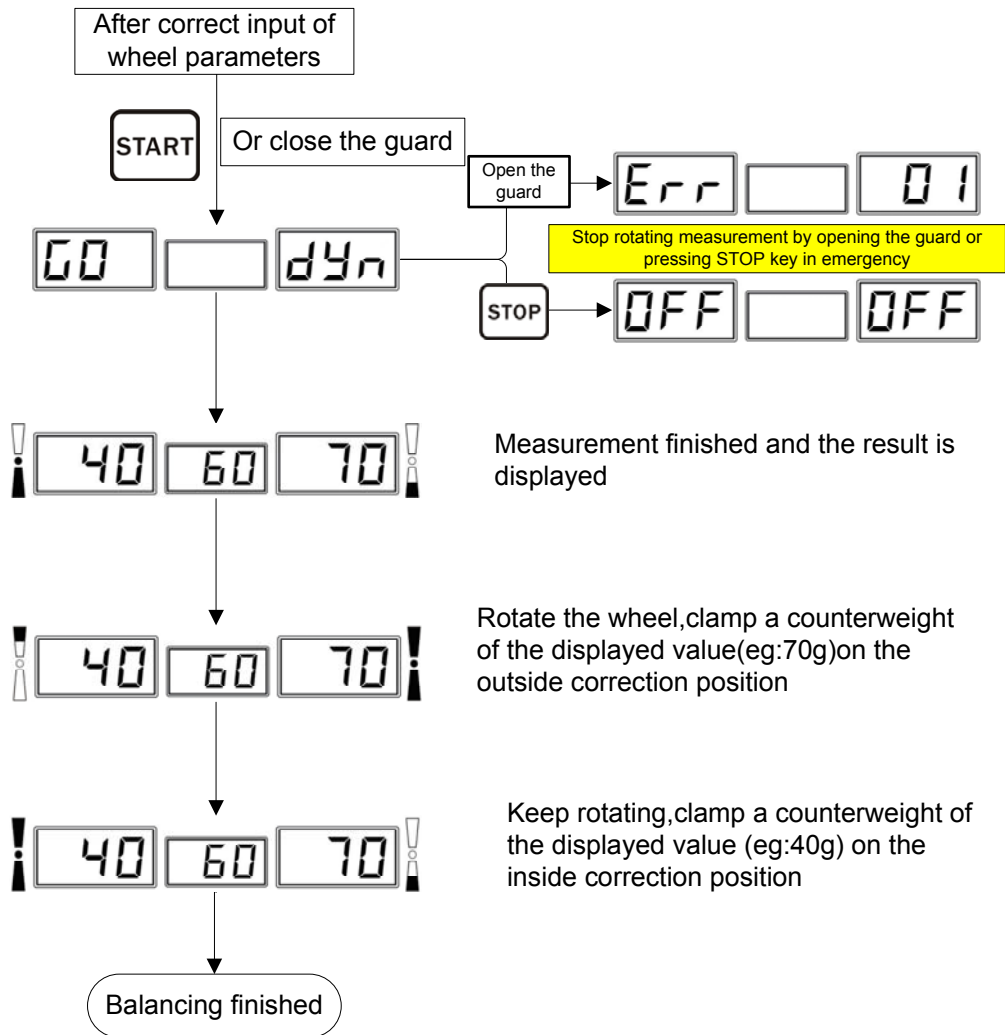 After correct input of
wheel parameters
START
Or close the guard
Open the
guard
Err 01
Stop rotating measurement by opening the guard or
pressing STOP key in emergency
GO dyn
STOP
OFF OFF
40 60 70
Measurement finished and the result is
displayed
40 60 70
Rotate the wheel,clamp a counterweight
of the displayed value(eg:70g)on the
outside correction position
40 60 70
Keep rotating,clamp a counterweight of
the displayed value (eg:40g) on the
inside correction position
Balancing finished